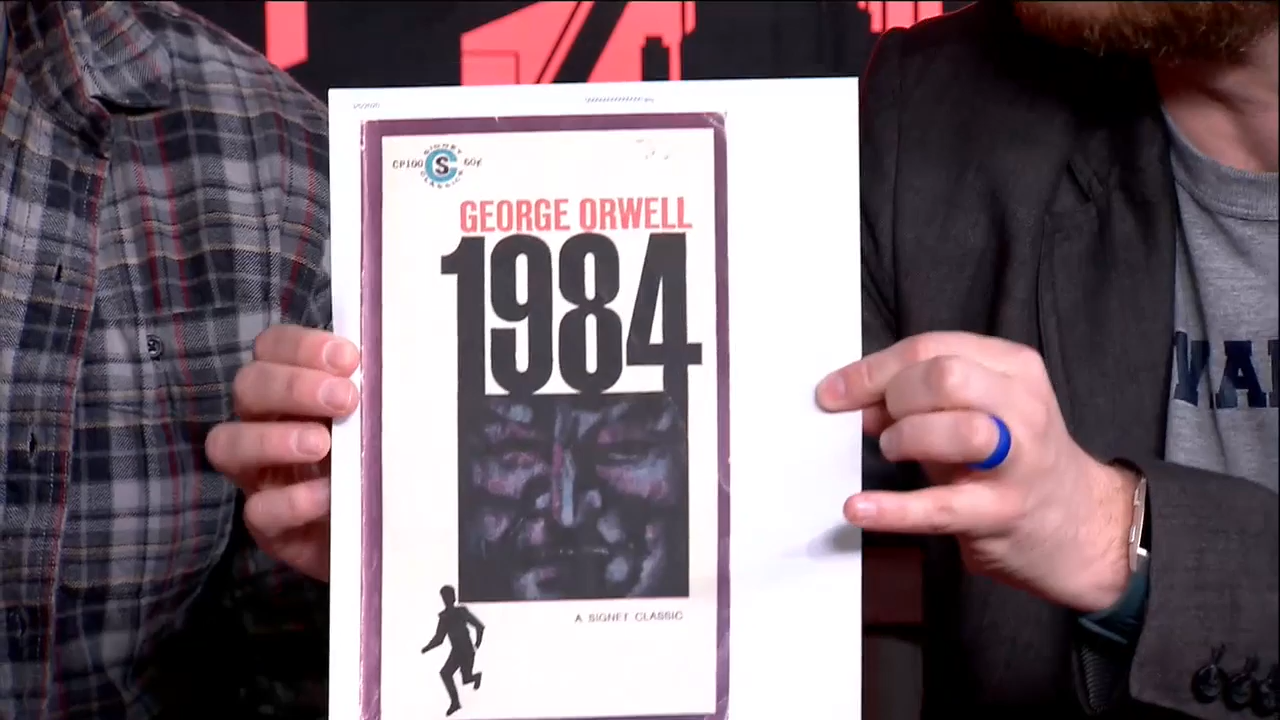 CP100 SIGNET CLASSICS 60¢
GEORGE ORWELL
1984
A SIGNET CLASSIC